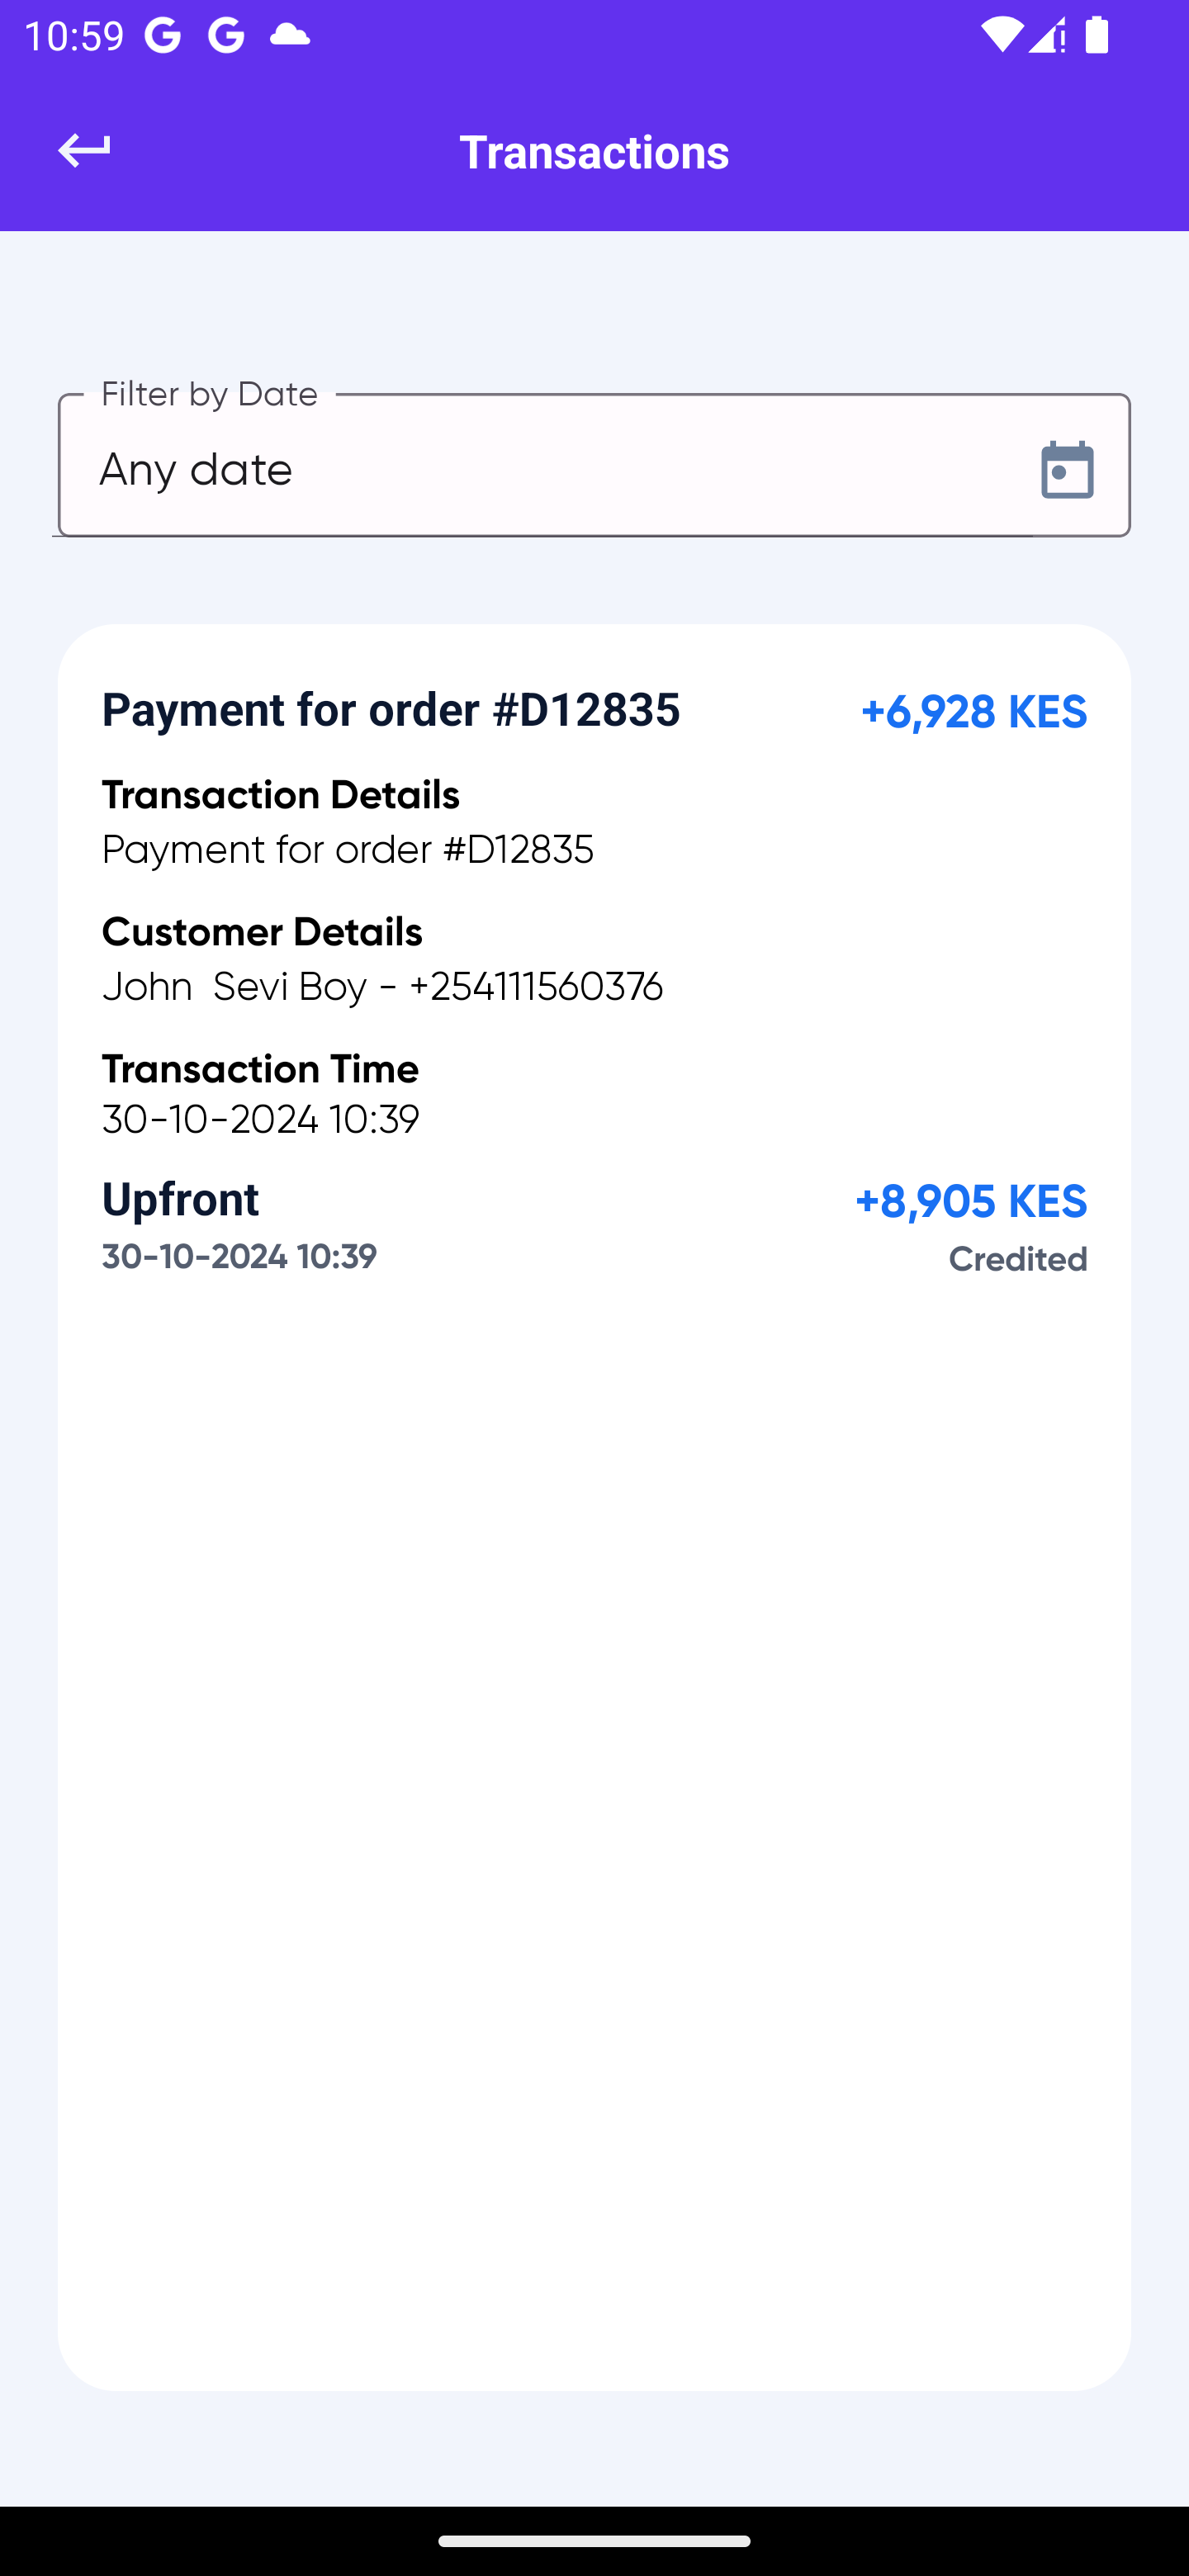 10:59
Transactions
Filter by Date
Any date
Payment for order #D12835 +6,928 KES
Transaction Details
Payment for order #D12835
Customer Details
John  Sevi Boy - +254111560376
Transaction Time
30-10-2024 10:39
Upfront +8,905 KES
30-10-2024 10:39 Credited